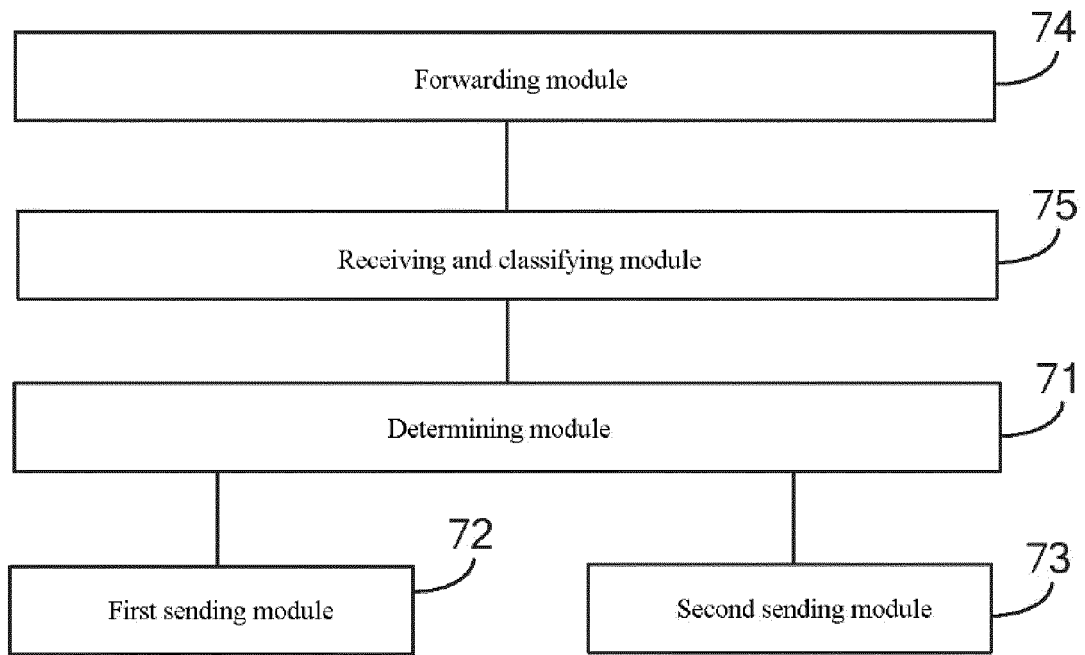 74
Forwarding module
75
Receiving and classifying module
71
Determining module
72
First sending module
73
Second sending module